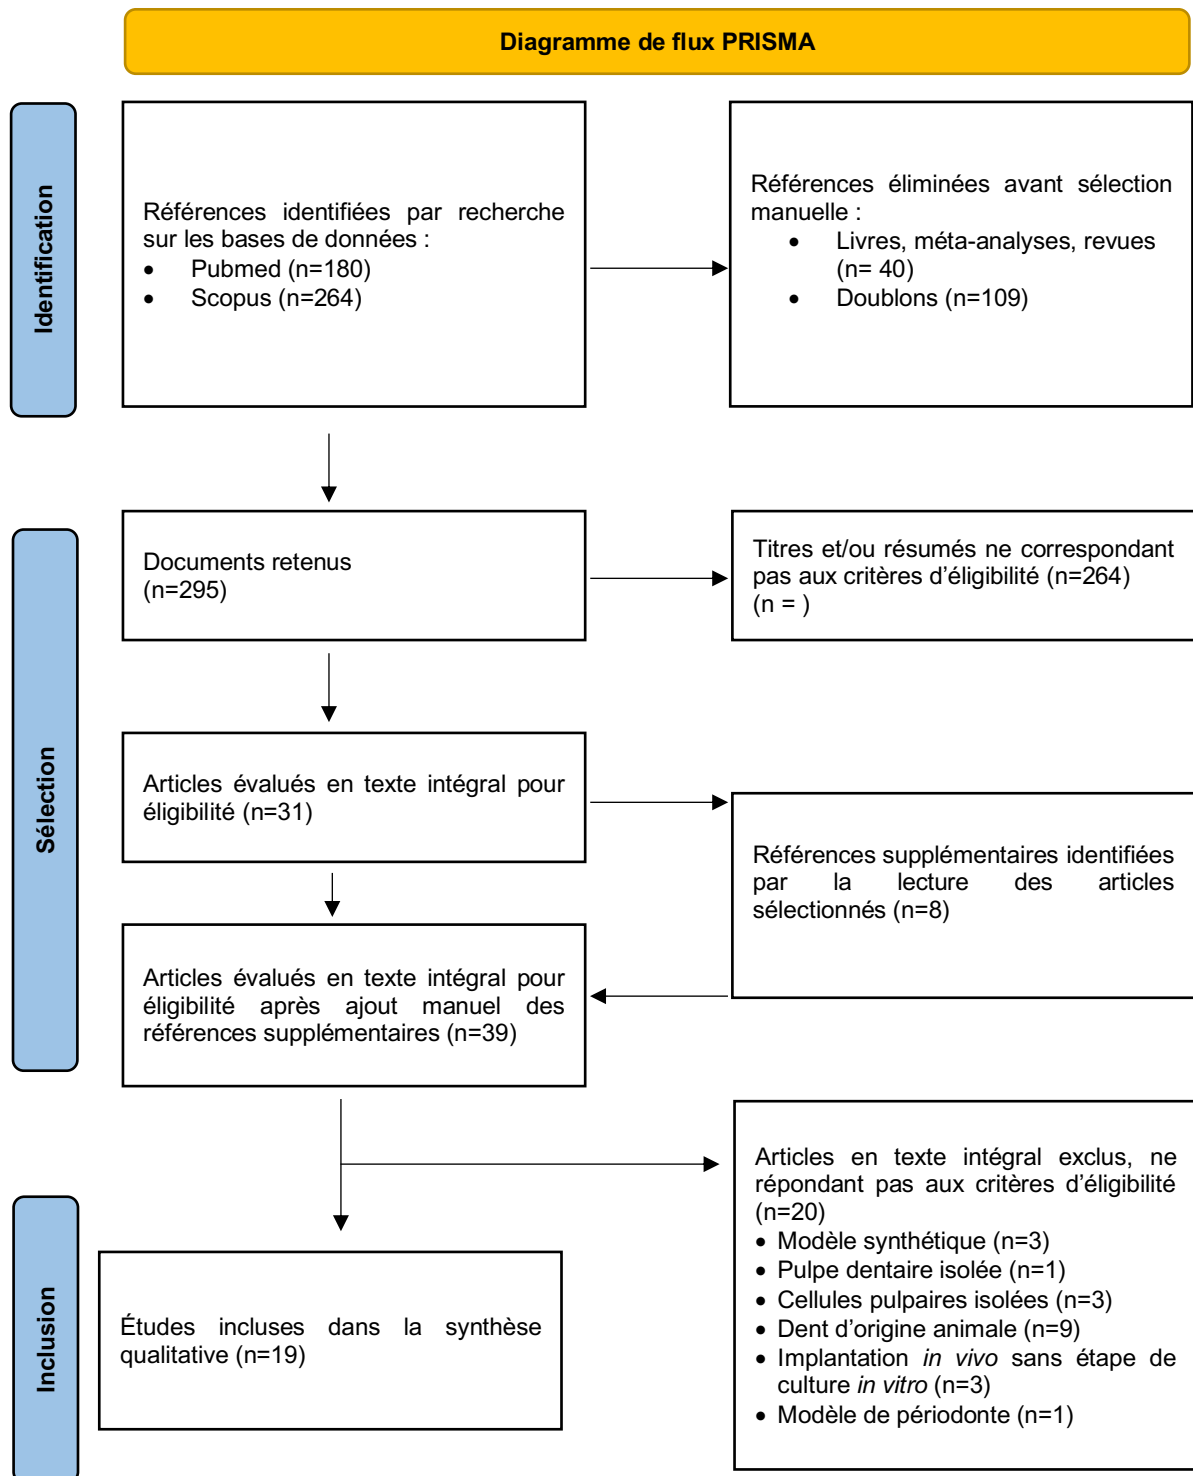 Diagramme de flux PRISMA
Identification
Références identifiées par recherche
sur les bases de données :
• Pubmed (n=180)
• Scopus (n=264)
Références éliminées avant sélection
manuelle :
• Livres, méta-analyses, revues
(n= 40)
• Doublons (n=109)
Sélection
Documents retenus
(n=295)
Titres et/ou résumés ne correspondant
pas aux critères d’éligibilité (n=264)
(n = )
Articles évalués en texte intégral pour
éligibilité (n=31)
Références supplémentaires identifiées
par la lecture des articles
sélectionnés (n=8)
Articles évalués en texte intégral pour
éligibilité après ajout manuel des
références supplémentaires (n=39)
Inclusion
Articles en texte intégral exclus, ne
répondant pas aux critères d’éligibilité
(n=20)
• Modèle synthétique (n=3)
• Pulpe dentaire isolée (n=1)
• Cellules pulpaires isolées (n=3)
• Dent d’origine animale (n=9)
• Implantation in vivo sans étape de
culture in vitro (n=3)
• Modèle de périodonte (n=1)
Études incluses dans la synthèse
qualitative (n=19)